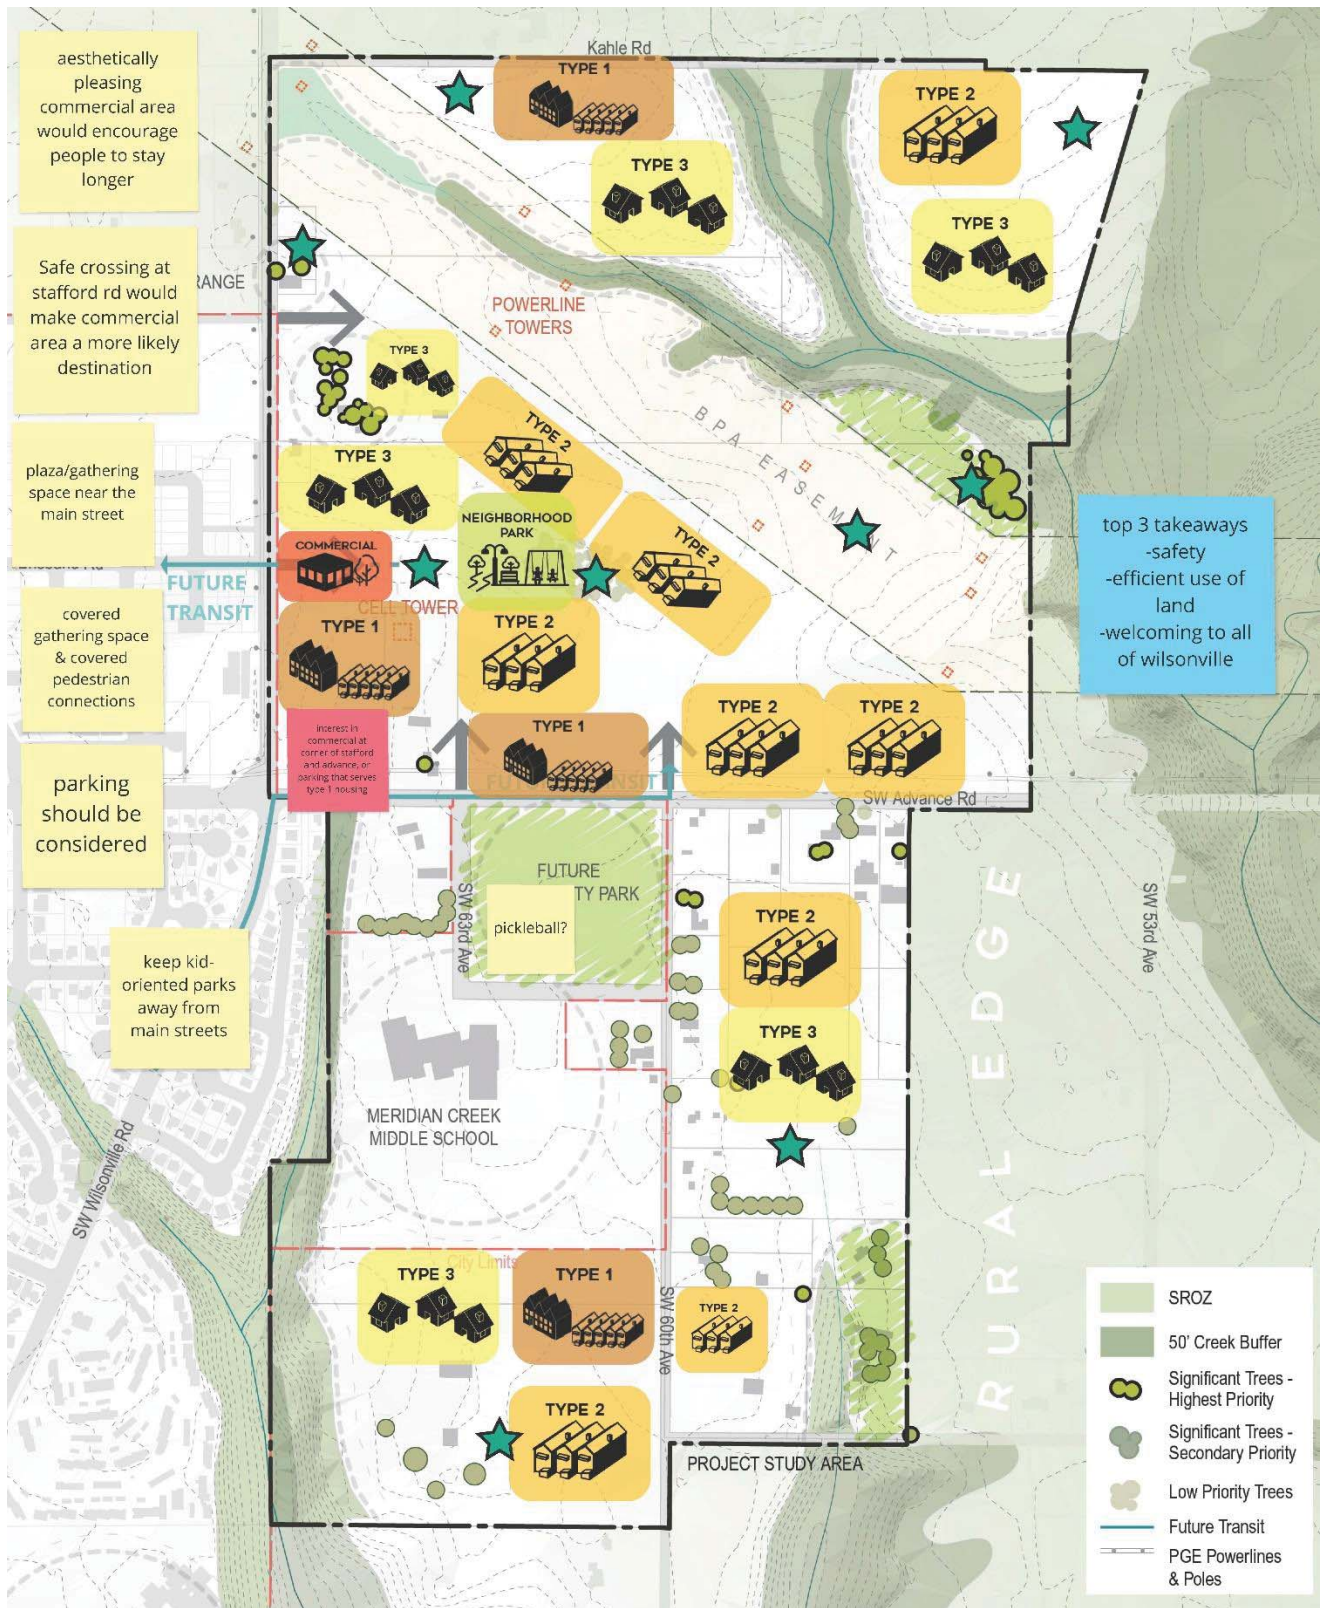 aesthetically
pleasing
commercial area
would encourage
people to stay
longer
Safe crossing at
stafford rd would
make commercial
area a more likely
destination
plaza/gathering
space near the
main street
covered
gathering space
& covered
pedestrian
connections
parking
should be
considered
keep kid-
oriented parks
away from
main streets
Kahle Rd
TYPE 1
TYPE 2
TYPE 3
TYPE 3
POWERLINE
TOWERS
TYPE 3
TYPE 2
BPA EASEMENT
TYPE 3
NEIGHBORHOOD
PARK
TYPE 2
COMMERCIAL
FUTURE
TRANSIT
CELL TOWER
TYPE 1
TYPE 2
top 3 takeaways
-safety
-efficient use of
land
-welcoming to all
of wilsonville
interest in
commercial at
corner of stafford
and advance, or
parking that serves
type 1 housing
TYPE 1
TYPE 2
TYPE 2
SW Advance Rd
FUTURE
TY PARK
pickleball?
SW 63rd Ave
TYPE 2
TYPE 3
SW 53rd Ave
RURAL EDGE
MERIDIAN CREEK
MIDDLE SCHOOL
SW Wilsonville Rd
City Limits
TYPE 3
TYPE 1
SW 60th Ave
TYPE 2
TYPE 2
PROJECT STUDY AREA
SROZ
50' Creek Buffer
Significant Trees -
Highest Priority
Significant Trees -
Secondary Priority
Low Priority Trees
Future Transit
PGE Powerlines
& Poles